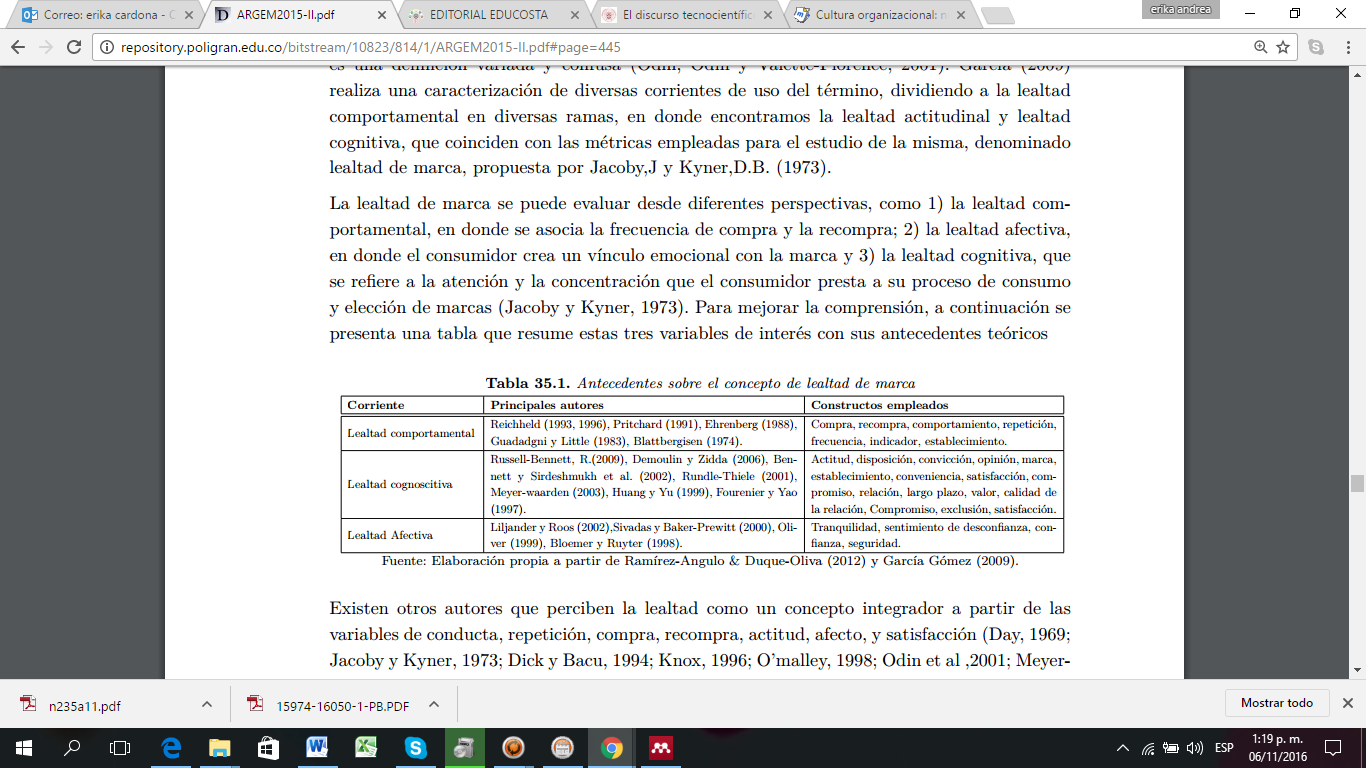 Correo: erika cardona - C
ARGEM2015-II.pdf
EDITORIAL EDUCOSTA
El discurso tecnocientífic
Cultura organizacional: n
erika andrea
repository.poligran.edu.co/bitstream/10823/814/1/ARGEM2015-II.pdf#page=445
es una definición variada y confusa (Odin, Odin y Valette-Florence, 2001). García (2009)
realiza una caracterización de diversas corrientes de uso del término, dividiendo a la lealtad
comportamental en diversas ramas, en donde encontramos la lealtad actitudinal y lealtad
cognitiva, que coinciden con las métricas empleadas para el estudio de la misma, denominado
lealtad de marca, propuesta por Jacoby,J y Kyner,D.B. (1973).
La lealtad de marca se puede evaluar desde diferentes perspectivas, como 1) la lealtad com-
portamental, en donde se asocia la frecuencia de compra y la recompra; 2) la lealtad afectiva,
en donde el consumidor crea un vínculo emocional con la marca y 3) la lealtad cognitiva, que
se refiere a la atención y la concentración que el consumidor presta a su proceso de consumo
y elección de marcas (Jacoby y Kyner, 1973). Para mejorar la comprensión, a continuación se
presenta una tabla que resume estas tres variables de interés con sus antecedentes teóricos
Tabla 35.1. Antecedentes sobre el concepto de lealtad de marca
Corriente Principales autores Constructos empleados
Lealtad comportamental
Reichheld (1993, 1996), Pritchard (1991), Ehrenberg (1988),
Guadadgni y Little (1983), Blattbergisen (1974).
Compra, recompra, comportamiento, repetición,
frecuencia, indicador, establecimiento.
Lealtad cognoscitiva
Russell-Bennett, R.(2009), Demoulin y Zidda (2006), Ben-
nett y Sirdeshmukh et al. (2002), Rundle-Thiele (2001),
Meyer-waarden (2003), Huang y Yu (1999), Fourenier y Yao
(1997).
Actitud, disposición, convicción, opinión, marca,
establecimiento, conveniencia, satisfacción, com-
promiso, relación, largo plazo, valor, calidad de
la relación, Compromiso, exclusión, satisfacción.
Lealtad Afectiva
Liljander y Roos (2002),Sivadas y Baker-Prewitt (2000), Oli-
ver (1999), Bloemer y Ruyter (1998).
Tranquilidad, sentimiento de desconfianza, con-
fianza, seguridad.
Fuente: Elaboración propia a partir de Ramírez-Angulo & Duque-Oliva (2012) y García Gómez (2009).
Existen otros autores que perciben la lealtad como un concepto integrador a partir de las
variables de conducta, repetición, compra, recompra, actitud, afecto, y satisfacción (Day, 1969;
Jacoby y Kyner, 1973; Dick y Bacu, 1994; Knox, 1996; O'malley, 1998; Odin et al ,2001; Meyer-
n235a11.pdf
15974-16050-1-PB.PDF
Mostrar todo
ESP
1:19 p. m.
06/11/2016